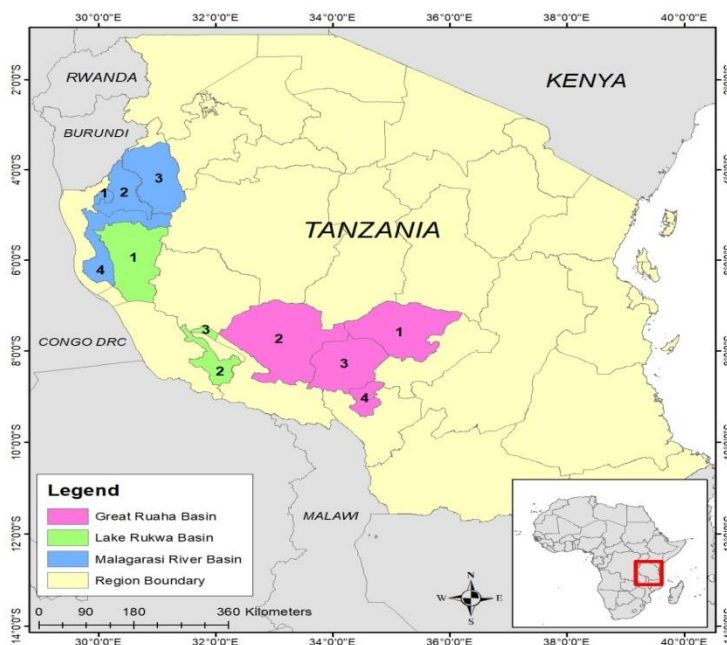 30°0'0"E 32°0'0"E 34°0'0"E 36°0'0"E 38°0'0"E 40°0'0"E
2°0'0"S
4°0'0"S
6°0'0"S
8°0'0"S
10°0'0"S
12°0'0"S
14°0'0"S
RWANDA
KENYA
BURUNDI
1
2
3
TANZANIA
1
4
CONGO DRC
3
2
2
1
3
4
MALAWI
Legend
Great Ruaha Basin
Lake Rukwa Basin
Malagarasi River Basin
Region Boundary
0 90 180 360 Kilometers
N
W E
S
30°0'0"E 32°0'0"E 34°0'0"E 36°0'0"E 38°0'0"E 40°0'0"E